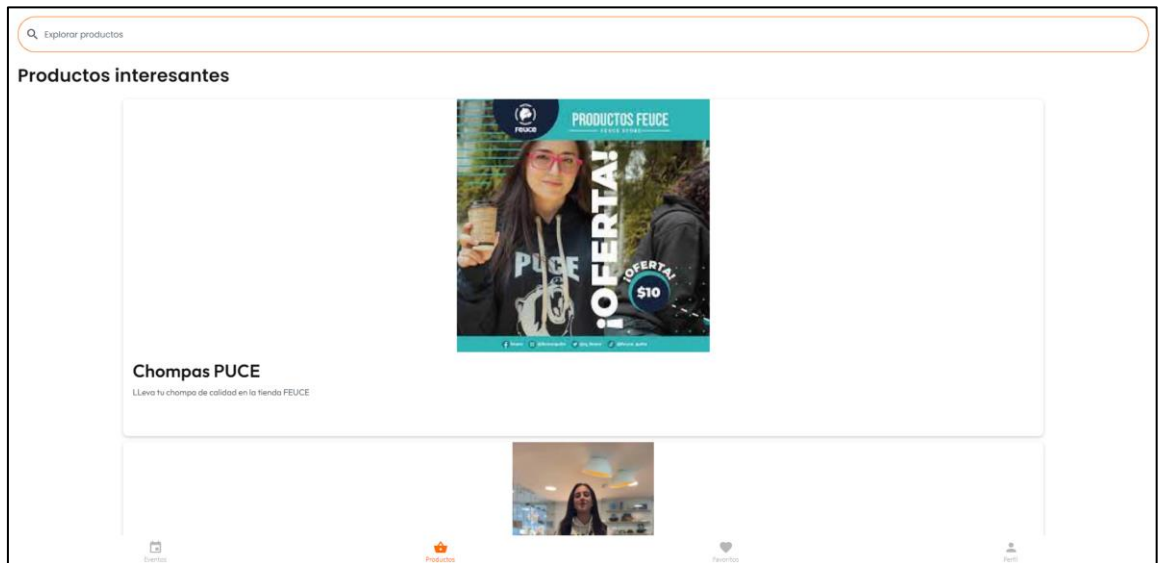 Explorar productos
Productos interesantes
FEUCE
PRODUCTOS FEUCE
FEUCE STORE
¡OFERTA!
PUCE
¡OFERTA!
$10
Chompas PUCE
LLeva tu chompa de calidad en la tienda FEUCE
Eventos
Productos
Favoritos
Perfil